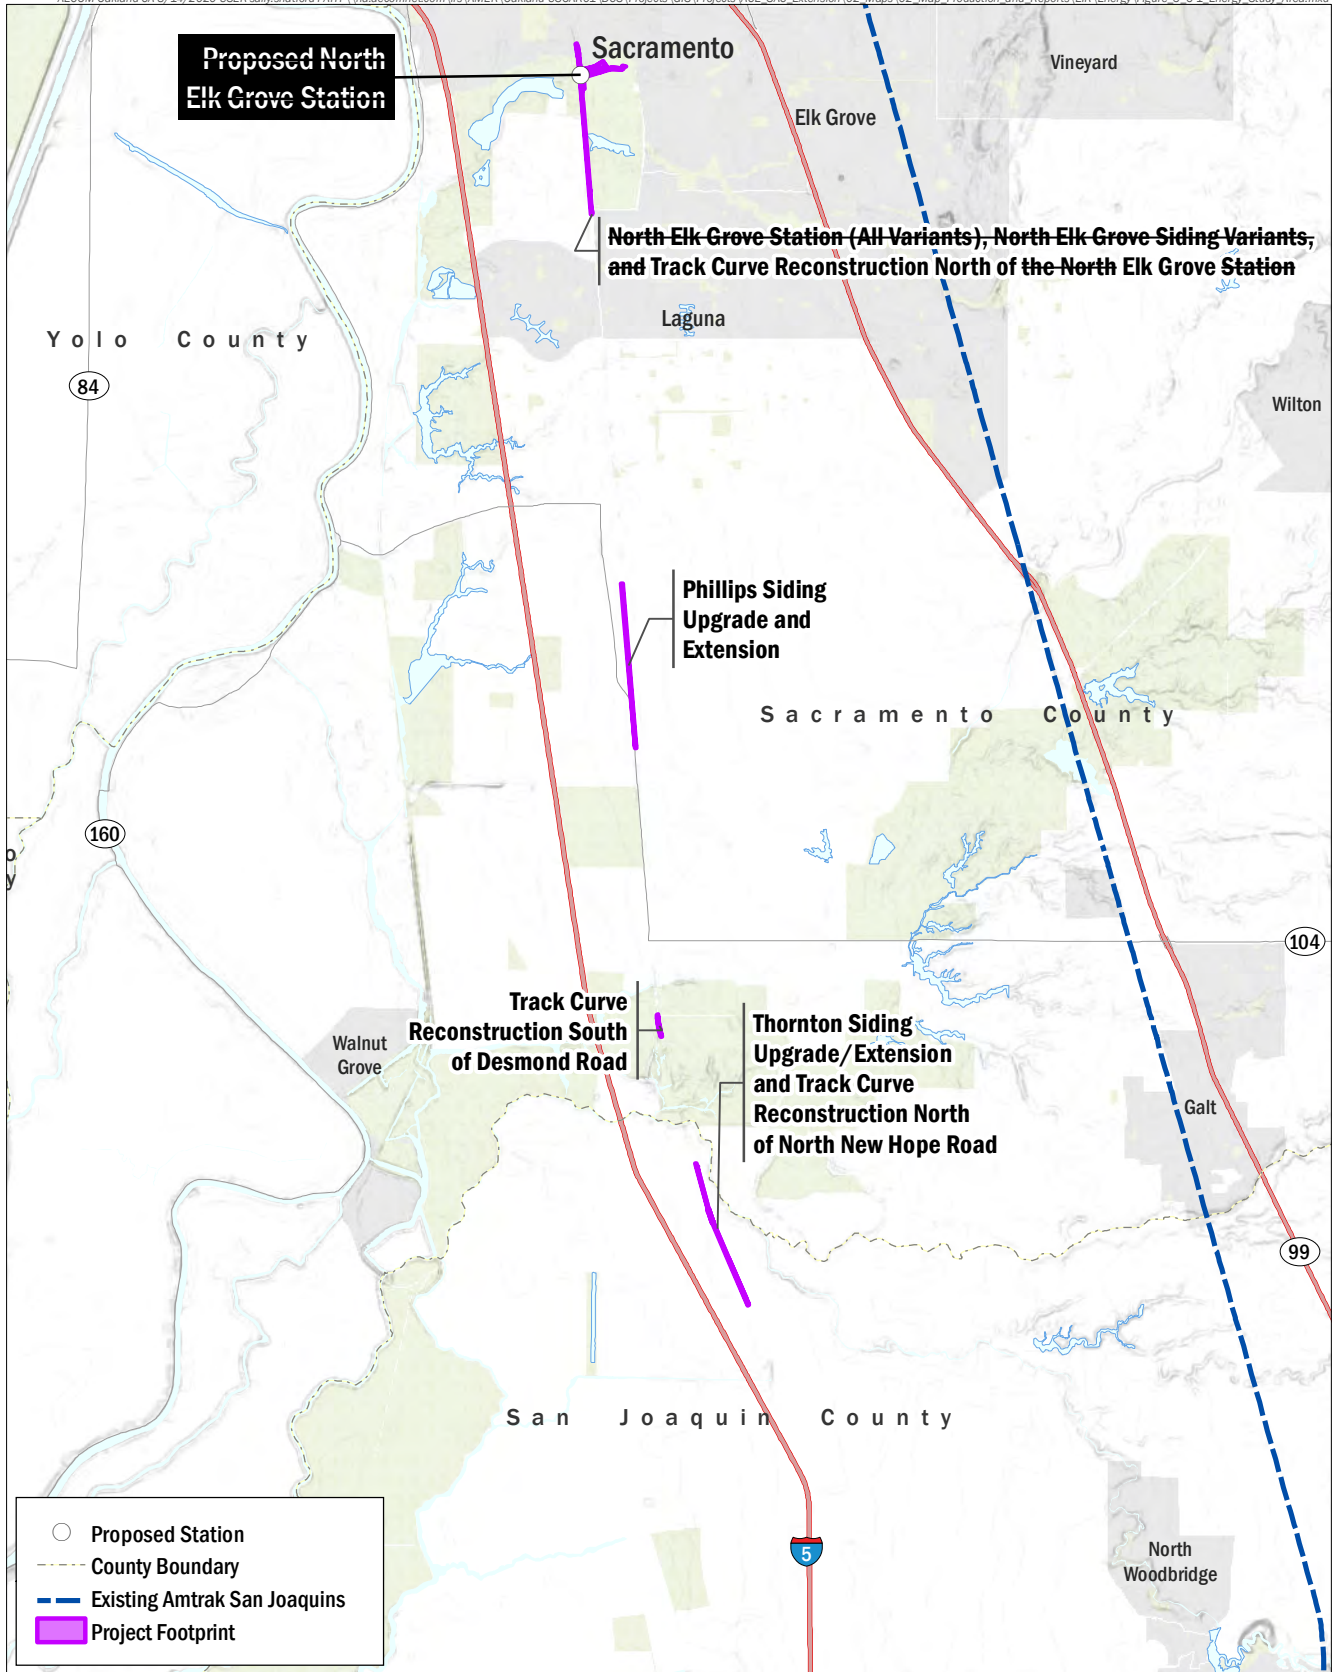 Proposed North
Elk Grove Station
Sacramento
Vineyard
Elk Grove
North Elk Grove Station (All Variants), North Elk Grove Siding Variants,
and Track Curve Reconstruction North of the North Elk Grove Station
Laguna
Yolo County
84
Wilton
Phillips Siding
Upgrade and
Extension
Sacramento County
160
104
Track Curve
Reconstruction South
of Desmond Road
Thornton Siding
Upgrade/Extension
and Track Curve
Reconstruction North
of North New Hope Road
Walnut
Grove
Galt
99
San Joaquin County
5
North
Woodbridge
Proposed Station
County Boundary
Existing Amtrak San Joaquins
Project Footprint